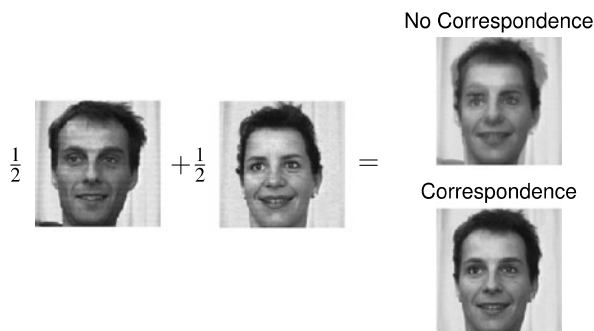 No Correspondence
1/2 + 1/2 =
Correspondence